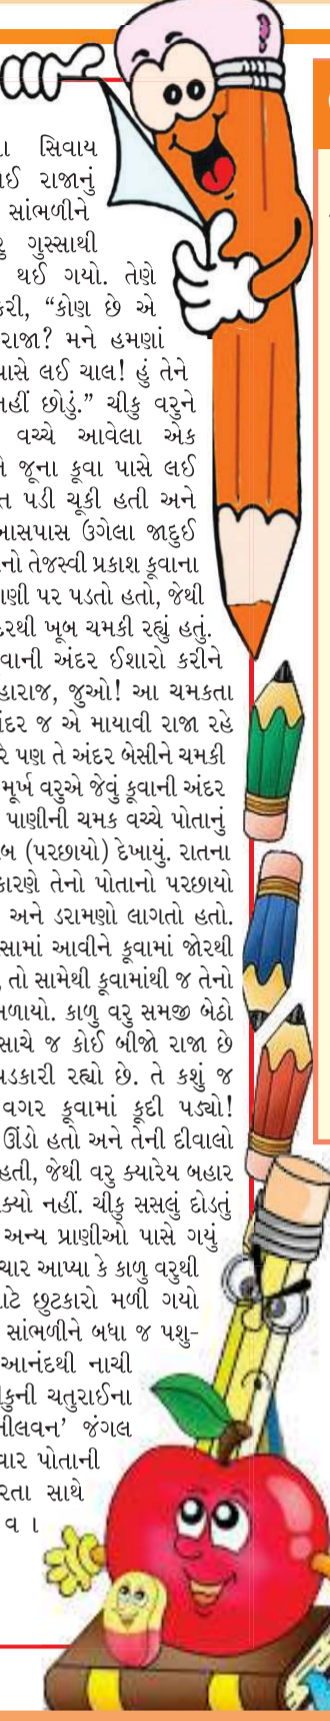 સિવાય
રાજાનું
સાંભળીને
ગુસ્સાથી
થઈ ગયો. તેણે
કરી, “કોણ છે એ
રાજા? મને હમણાં
પાસે લઈ ચાલ! હું તેને
નહીં છોડું.” ચીકુ વરુને
વચ્ચે આવેલા એક
જૂના કૂવા પાસે લઈ
પડી ચૂકી હતી અને
આસપાસ ઉગેલા જાદુઈ
નો તેજસ્વી પ્રકાશ કૂવાના
પાણી પર પડતો હતો, જેથી
દરથી ખૂબ ચમકી રહ્યું હતું.
વાની અંદર ઈશારો કરીને
હારાજ, જુઓ! આ ચમકતા
અંદર જ એ માયાવી રાજા રહે
રે પણ તે અંદર બેસીને ચમકી
મૂર્ખ વરુએ જેવું કૂવાની અંદર
પાણીની ચમક વચ્ચે પોતાનું
બ (પરછાયો) દેખાયું. રાતના
કારણે તેનો પોતાનો પરછાયો
અને ડરામણો લાગતો હતો.
સામાં આવીને કૂવામાં જોરથી
, તો સામેથી કૂવામાંથી જ તેનો
ભળાયો. કાળુ વરુ સમજી બેઠો
સાચે જ કોઈ બીજો રાજા છે
પડકારી રહ્યો છે. તે કશું જ
વગર કૂવામાં કૂદી પડ્યો!
ઊંડો હતો અને તેની દીવાલો
હતી, જેથી વરુ ક્યારેય બહાર
ક્યો નહીં. ચીકુ સસલું દોડતું
અન્ય પ્રાણીઓ પાસે ગયું
ચાર આપ્યા કે કાળુ વરુથી
માટે છુટકારો મળી ગયો
સાંભળીને બધા જ પશુ-
આનંદથી નાચી
ચીકુની ચતુરાઈના
નીલવન’ જંગલ
વાર પોતાની
રતા સાથે
વ ।